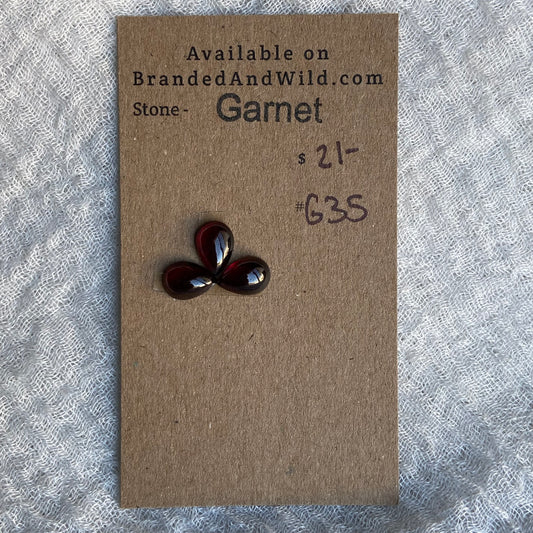 Available on
BrandedAndWild.com
Stone - Garnet
$ 21-
#G35